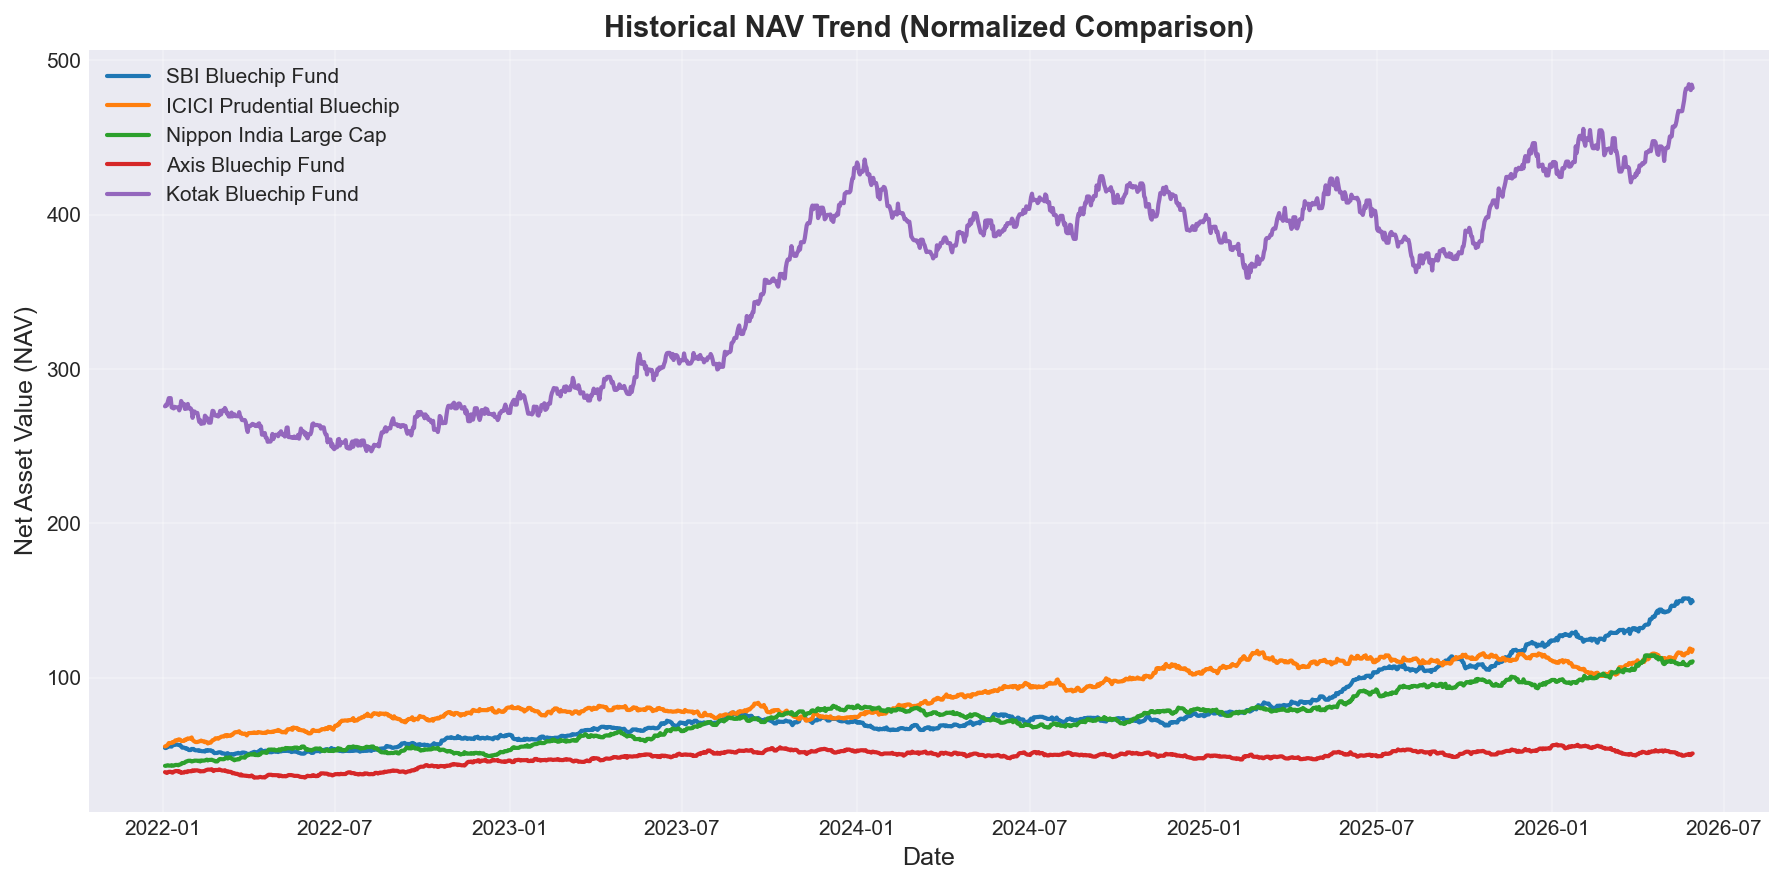 Historical NAV Trend (Normalized Comparison)
SBI Bluechip Fund
ICICI Prudential Bluechip
Nippon India Large Cap
Axis Bluechip Fund
Kotak Bluechip Fund
Net Asset Value (NAV)
500
400
300
200
100
2022-01 2022-07 2023-01 2023-07 2024-01 2024-07 2025-01 2025-07 2026-01 2026-07
Date